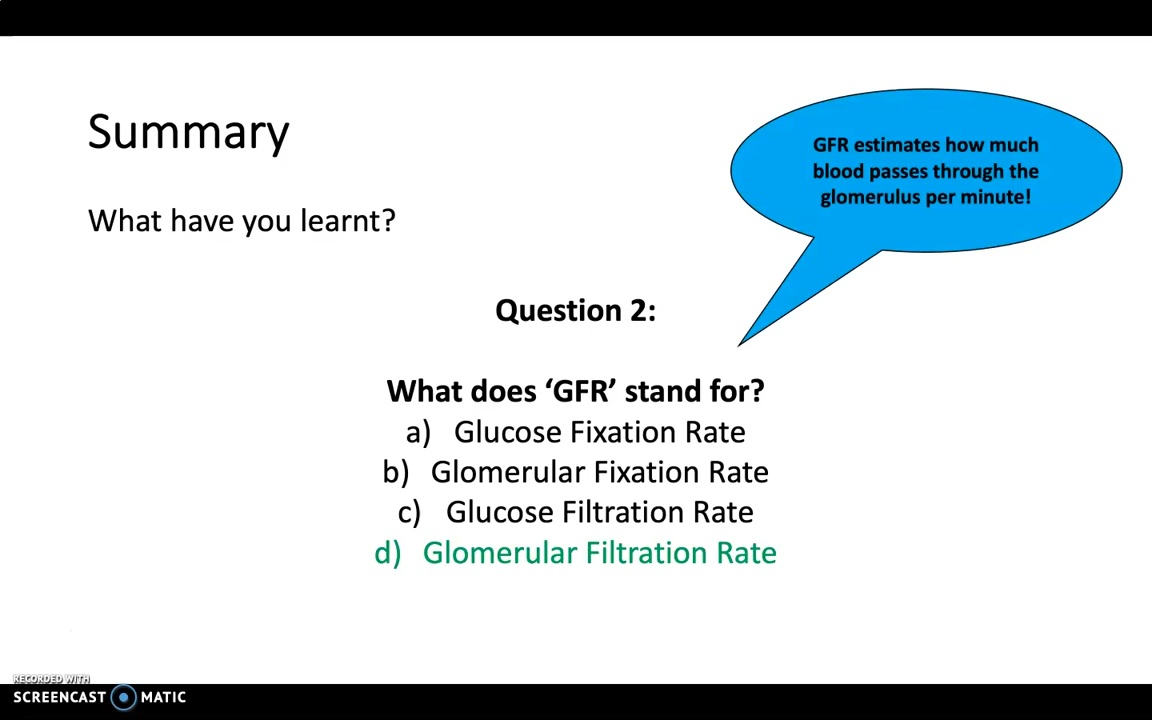 Summary
GFR estimates how much
blood passes through the
glomerulus per minute!
What have you learnt?
Question 2:
What does ‘GFR’ stand for?
a) Glucose Fixation Rate
b) Glomerular Fixation Rate
c) Glucose Filtration Rate
d) Glomerular Filtration Rate
RECORDED WITH
SCREENCAST MATIC